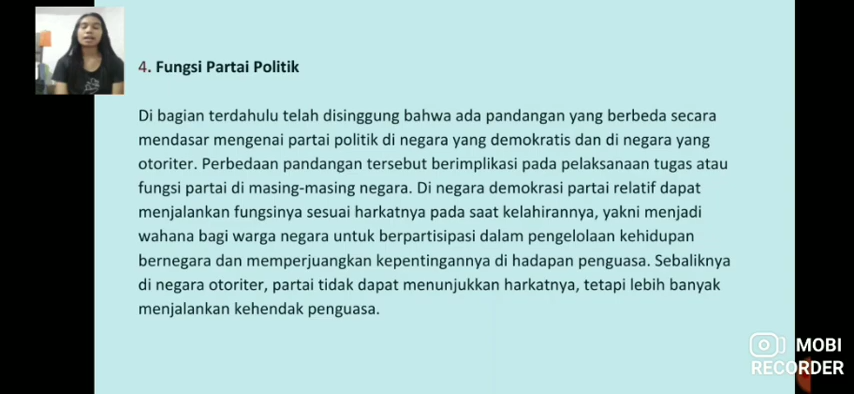 4. Fungsi Partai Politik
Di bagian terdahulu telah disinggung bahwa ada pandangan yang berbeda secara
mendasar mengenai partai politik di negara yang demokratis dan di negara yang
otoriter. Perbedaan pandangan tersebut berimplikasi pada pelaksanaan tugas atau
fungsi partai di masing-masing negara. Di negara demokrasi partai relatif dapat
menjalankan fungsinya sesuai harkatnya pada saat kelahirannya, yakni menjadi
wahana bagi warga negara untuk berpartisipasi dalam pengelolaan kehidupan
bernegara dan memperjuangkan kepentingannya di hadapan penguasa. Sebaliknya
di negara otoriter, partai tidak dapat menunjukkan harkatnya, tetapi lebih banyak
menjalankan kehendak penguasa.
MOBI
RECORDER